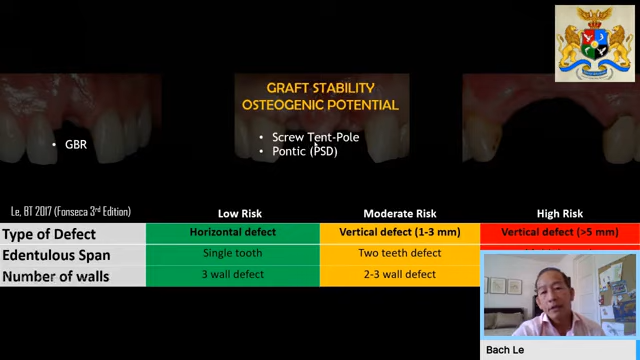 GRAFT STABILITY
OSTEOGENIC POTENTIAL
• GBR
• Screw Tent-Pole
• Pontic (PSD)
Le, BT 2017 (Fonseca 3rd Edition)
Low Risk
Moderate Risk
High Risk
Type of Defect
Horizontal defect
Vertical defect (1-3 mm)
Vertical defect (>5 mm)
Edentulous Span
Single tooth
Two teeth defect
Number of walls
3 wall defect
2-3 wall defect
Bach Le